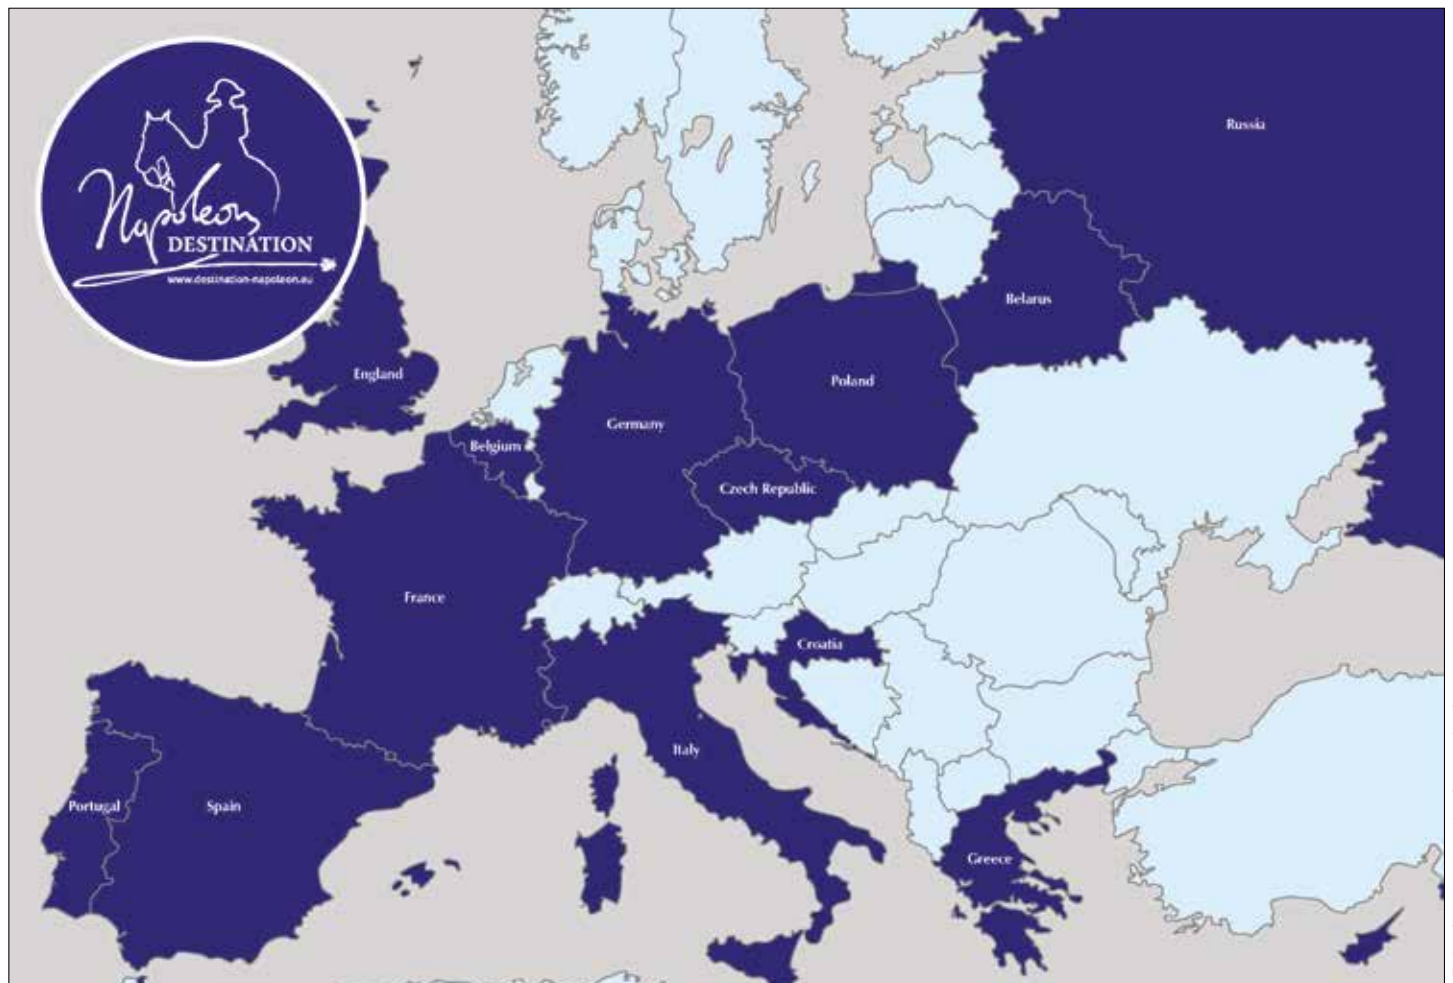 Napoleon
DESTINATION
www.destination-napoleon.eu
Russia
Belarus
England
Poland
Germany
Belgium
Czech Republic
France
Croatia
Italy
Portugal
Spain
Greece